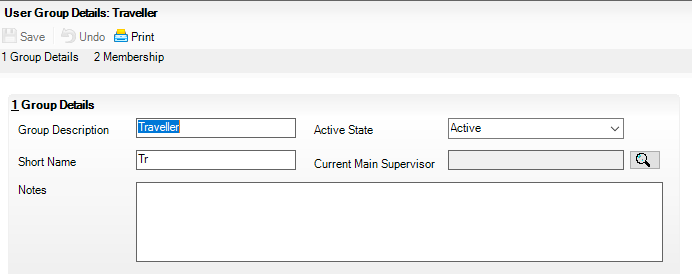 User Group Details: Traveller
Save Undo Print
1 Group Details 2 Membership
1 Group Details
Group Description Traveller Active State Active
Short Name Tr Current Main Supervisor
Notes